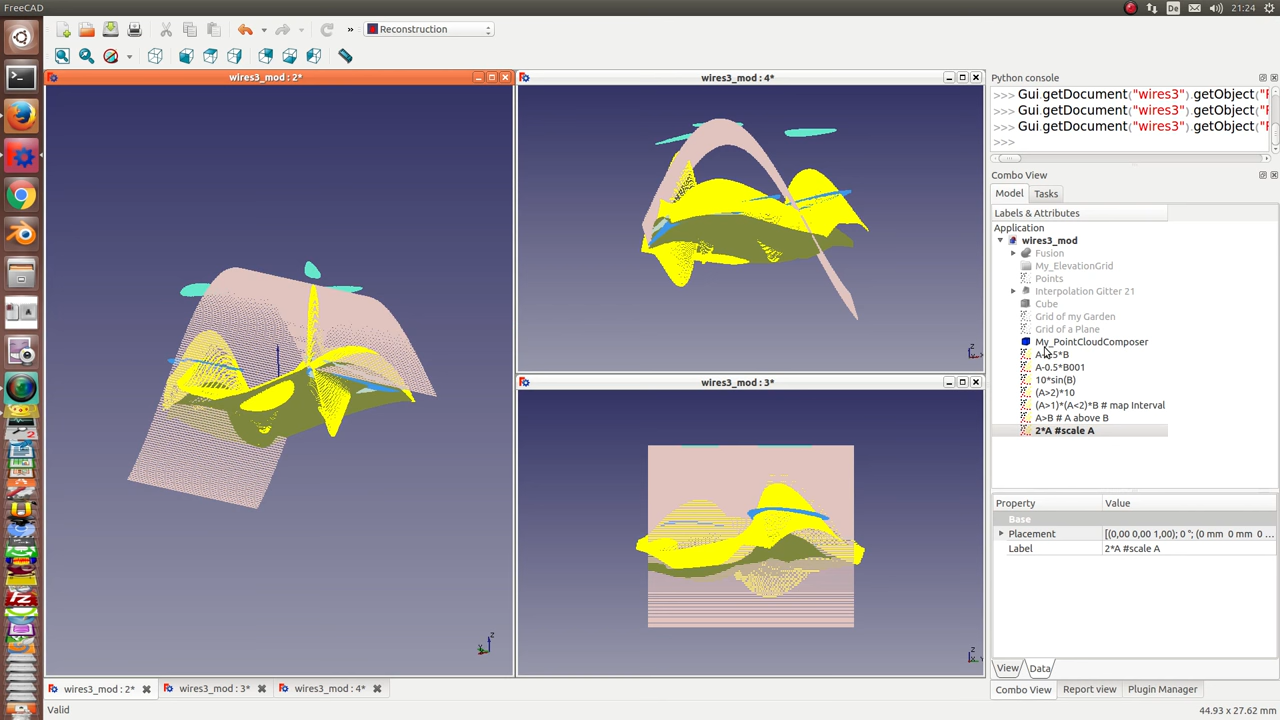 FreeCAD
De
21:24
Reconstruction
wires3_mod : 2*
wires3_mod : 4*
wires3_mod : 3*
Python console
>>> Gui.getDocument("wires3").getObject("F
>>> Gui.getDocument("wires3").getObject("F
>>> Gui.getDocument("wires3").getObject("F
>>>
Combo View
Model
Tasks
Labels & Attributes
Application
wires3_mod
Fusion
My_ElevationGrid
Points
Interpolation Gitter 21
Cube
Grid of my Garden
Grid of a Plane
My_PointCloudComposer
A-0.5*B001
10*sin(B)
(A>2)*10
(A>1)*(A<2)*B # map Interval
A>B # A above B
2*A #scale A
Property
Value
Base
Placement
[(0,00 0,00 1,00); 0 °; (0 mm 0 mm 0 ...
Label
2*A #scale A
View
Data
wires3_mod : 2*
wires3_mod : 3*
wires3_mod : 4*
Combo View
Report view
Plugin Manager
Valid
44.93 x 27.62 mm